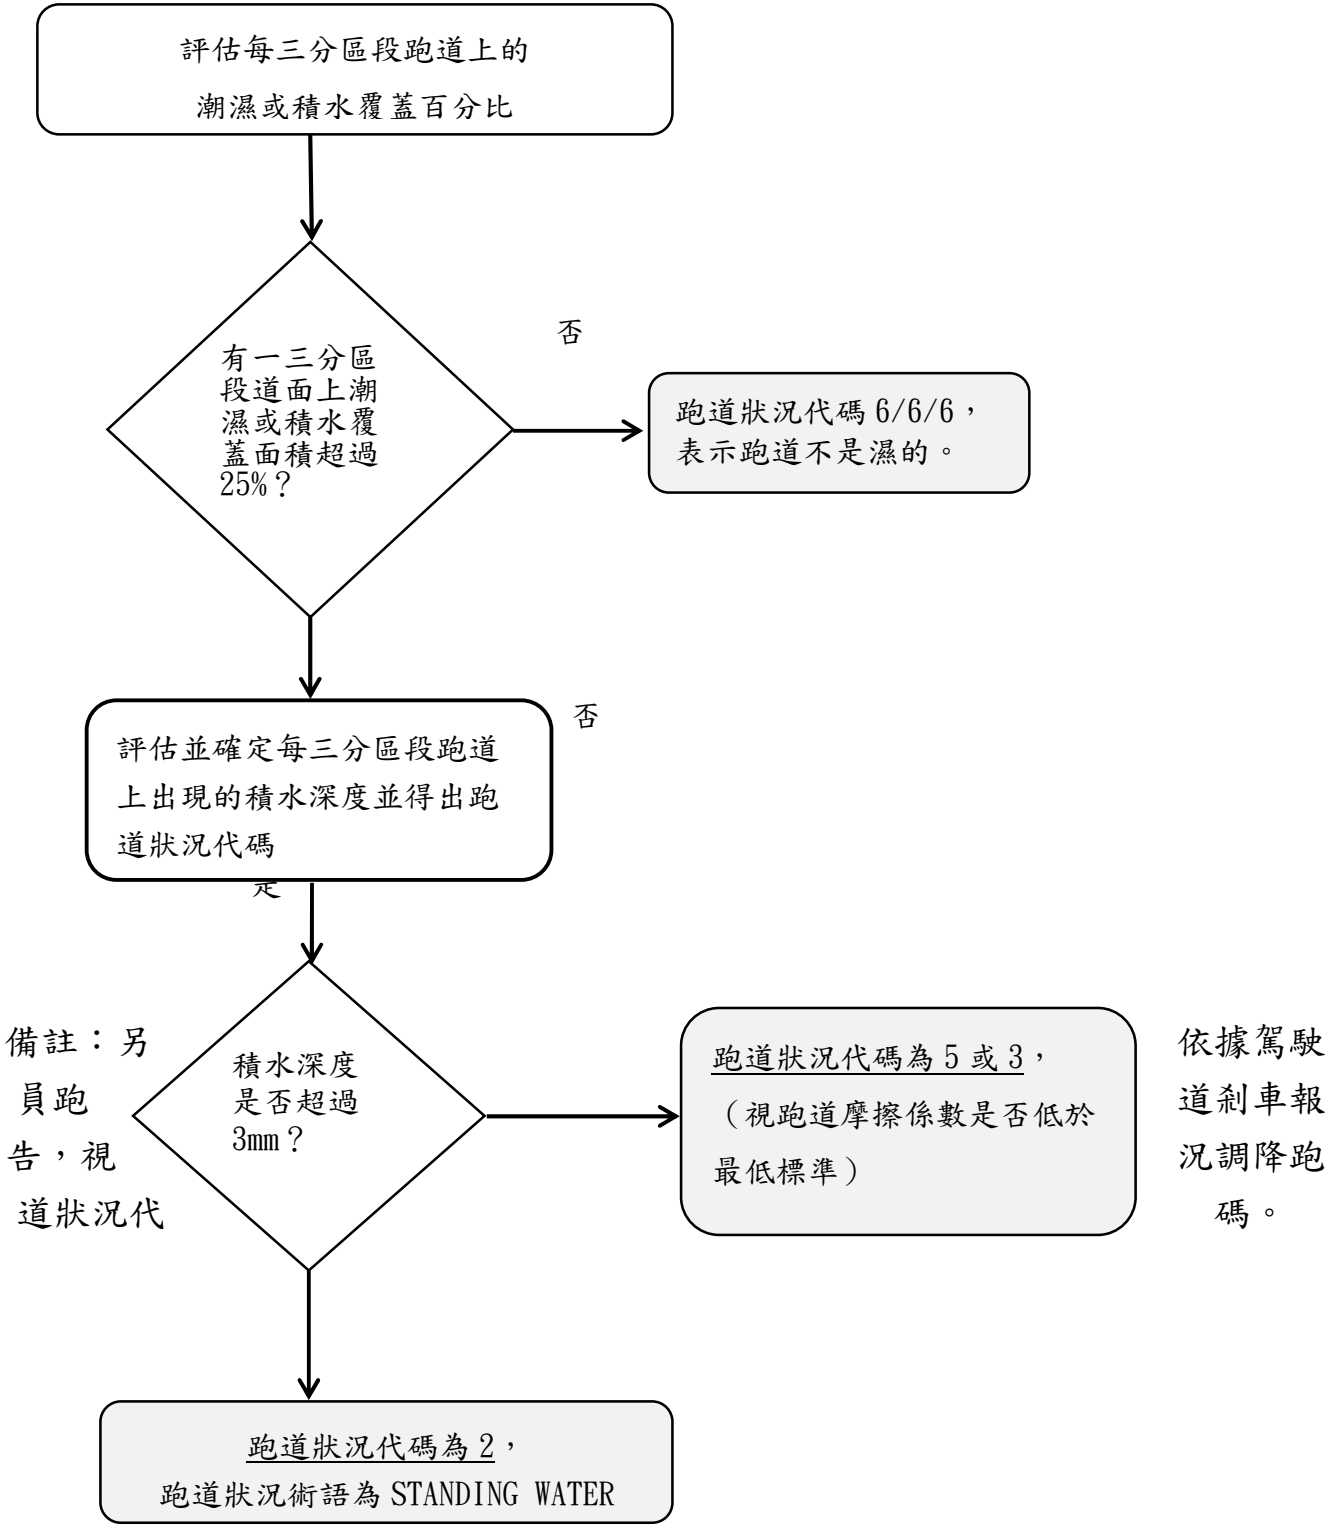 評估每三分區段跑道上的
潮濕或積水覆蓋百分比
否
有一三分區
段道面上潮
濕或積水覆
蓋面積超過
25%？
跑道狀況代碼 6/6/6，
表示跑道不是濕的。
否
評估並確定每三分區段跑道
上出現的積水深度並得出跑
道狀況代碼
是
備註：另
員跑
告，視
道狀況代
積水深度
是否超過
3mm？
跑道狀況代碼為 5 或 3，
（視跑道摩擦係數是否低於
最低標準）
依據駕駛
道剎車報
況調降跑
碼。
跑道狀況代碼為 2，
跑道狀況術語為 STANDING WATER